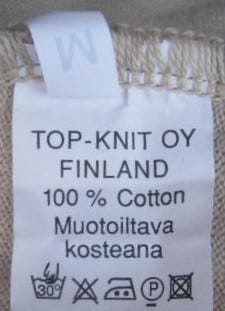 M
TOP-KNIT OY
FINLAND
100 % Cotton
Muotoiltava
kosteana
30° P